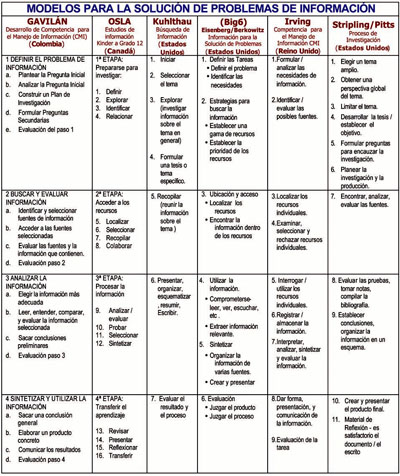 MODELOS PARA LA SOLUCIÓN DE PROBLEMAS DE INFORMACIÓN
GAVILÁN
Desarrollo de Competencia para
el Manejo de Información (CMI)
(Colombia)
OSLA
Estudios de
Información
Kinder a Grado 12
(Canadá)
Kuhlthau
Búsqueda de
Información
(Estados Unidos)
(Big6)
Eisenberg/Berkowitz
Información para la
Solución de Problemas
(Estados Unidos)
Irving
Competencia para
el Manejo de
Información CMI
(Reino Unido)
Stripling/Pitts
Proceso de
Investigación
(Estados Unidos)
1 DEFINIR EL PROBLEMA DE
INFORMACIÓN
a. Plantear la Pregunta Inicial
b. Analizar la Pregunta Inicial
c. Construir un Plan de
Investigación
d. Formular Preguntas
Secundarias
e. Evaluación del paso 1
1ª ETAPA:
Prepararse para
investigar:
1. Definir
2. Explorar
3. Identificar
4. Relacionar
1. Iniciar
2. Seleccionar
el tema
3. Explorar
(investigar
información
sobre el
tema en
general)
4. Formular
una tesis o
tema
específico.
1. Definir las Tareas
• Definir el problema
• Identificar las
necesidades
2. Estrategias para
buscar la
información
• Establecer una
gama de recursos
• Establecer la
prioridad de los
recursos
1.Formular /
analizar las
necesidades de
información.
2.Identificar /
evaluar las
posibles fuentes.
1. Elegir un tema
amplio.
2. Obtener una
perspectiva global
del tema.
3. Limitar el tema.
4. Desarrollar la tesis /
establecer el
objetivo.
5. Formular preguntas
para encauzar la
investigación.
6. Planear la
investigación y la
producción.
2 BUSCAR Y EVALUAR
INFORMACIÓN
a. Identificar y seleccionar
fuentes de información
b. Acceder a las fuentes
seleccionadas
c. Evaluar las fuentes y la
información que contienen.
d. Evaluación paso 2
2ª ETAPA:
Acceder a los
recursos
5. Localizar
6. Seleccionar
7. Recopilar
8. Colaborar
5. Recopilar
(reunir la
información
sobre el
tema )
3. Ubicación y acceso
• Localizar los
recursos
• Encontrar la
información dentro
de los recursos
3.Localizar los
recursos
individuales.
4.Examinar,
seleccionar y
rechazar recursos
individuales.
7. Encontrar, analizar,
evaluar las fuentes.
3 ANALIZAR LA
INFORMACIÓN
a. Elegir la información más
adecuada
b. Leer, entender, comparar,
y evaluar la información
seleccionada
c. Sacar conclusiones
preliminares
d. Evaluación paso 3
3ª ETAPA:
Procesar la
información
9. Analizar /
evaluar
10. Probar
11. Seleccionar
12. Sintetizar
6. Presentar,
organizar,
esquematizar
, resumir,
Escribir.
4. Utilizar la
información.
• Comprometerse-
leer, ver, escuchar,
etc .
• Extraer información
relevante.
5. Sintetizar
• Organizar la
información de
varias fuentes.
• Crear y presentar
5. Interrogar /
utilizar los
recursos
individuales.
6.Registrar /
almacenar la
información.
7.Interpretar,
analizar, sintetizar
y evaluar la
información.
8. Evaluar las pruebas,
tomar notas,
compilar la
bibliografía.
9. Establecer
conclusiones,
organizar la
información en un
esquema.
4 SINTETIZAR Y UTILIZAR LA
INFORMACIÓN
a. Sacar una conclusión
general
b. Elaborar un producto
concreto
c. Comunicar los resultados
d. Evaluación paso 4
4ª ETAPA:
Transferir el
aprendizaje
13. Revisar
14. Presentar
15. Reflexionar
16. Transferir
7. Evaluar el
resultado y
el proceso
6. Evaluación
• Juzgar el producto
• Juzgar el proceso
8.Dar forma,
presentación, y
comunicación de
la información.
9.Evaluación de la
tarea
10. Crear y presentar
el producto final.
11. Material de
Reflexión - es
satisfactorio el
documento / el
escrito